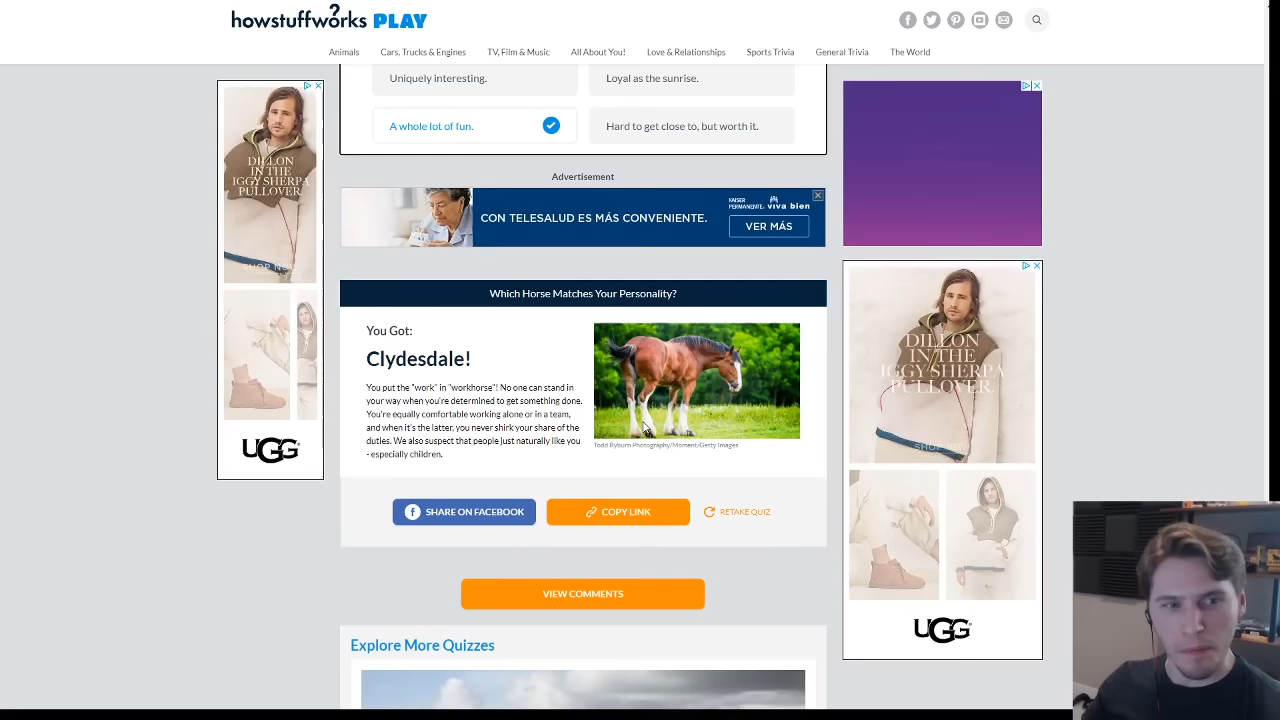 howstuffworks PLAY
Animals
Cars, Trucks & Engines
TV, Film & Music
All About You!
Love & Relationships
Sports Trivia
General Trivia
The World
Uniquely interesting.
Loyal as the sunrise.
A whole lot of fun.
Hard to get close to, but worth it.
DILLON
IN THE
IGGY SHERPA
PULLOVER
SHOP NOW
UGG
Advertisement
CON TELESALUD ES MÁS CONVENIENTE.
KAISER
PERMANENTE. viva bien
VER MÁS
Which Horse Matches Your Personality?
You Got:
Clydesdale!
You put the "work" in "workhorse"! No one can stand in
your way when you're determined to get something done.
You're equally comfortable working alone or in a team,
and when it's the latter, you never shirk your share of the
duties. We also suspect that people just naturally like you
- especially children.
Todd Ryburn Photography/Moment/Getty Images
SHARE ON FACEBOOK
COPY LINK
RETAKE QUIZ
VIEW COMMENTS
Explore More Quizzes
DILLON
IN THE
IGGY SHERPA
PULLOVER.
UGG